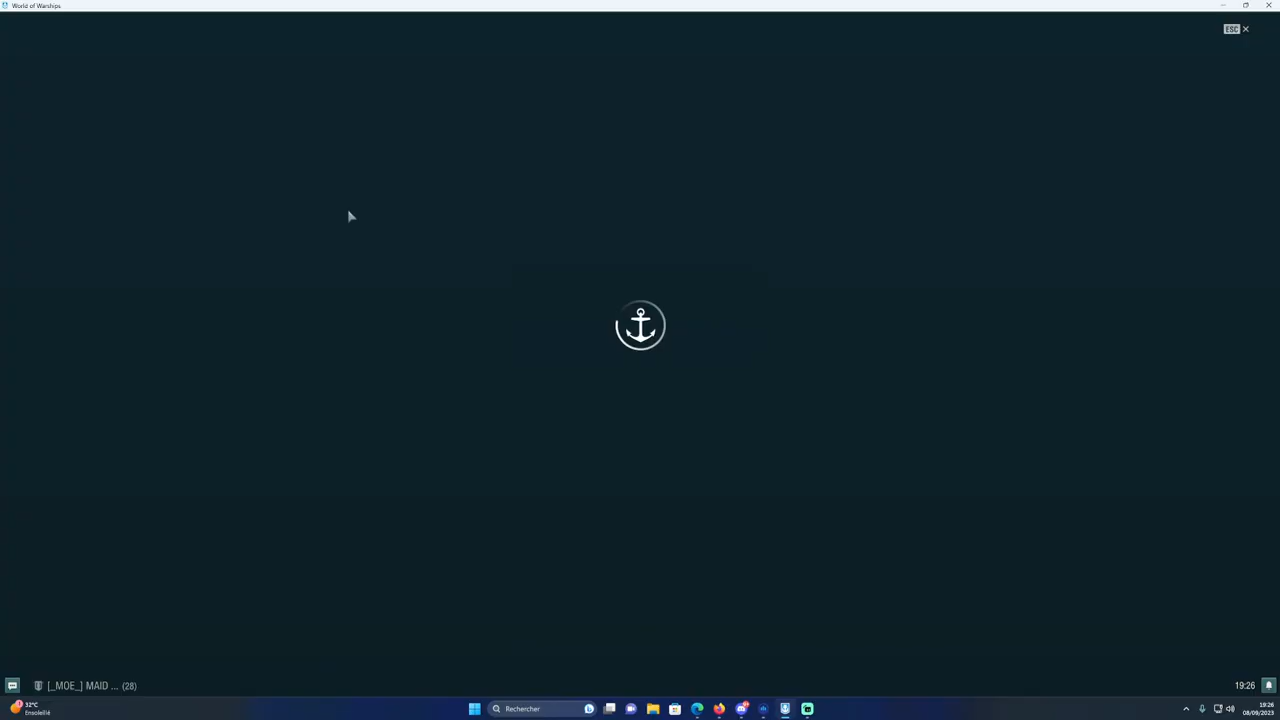 World of Warships
ESC
[_MOE_] MAID ... (28)
19:26
32°C
Ensoleillé
Rechercher
19:26
08/09/2023